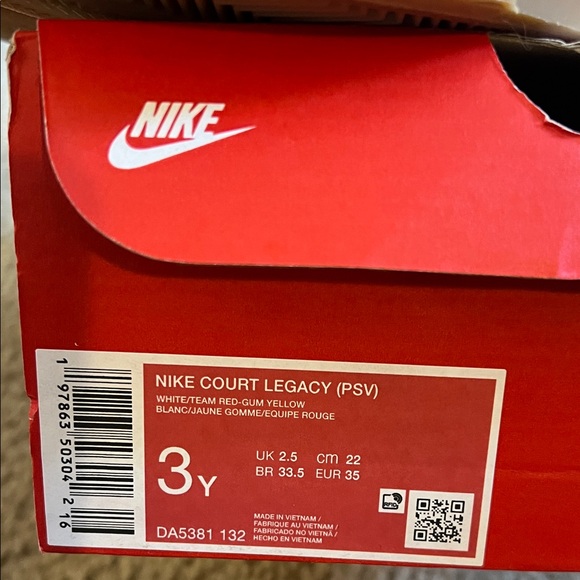 NIKE
NIKE COURT LEGACY (PSV)
WHITE/TEAM RED-GUM YELLOW
BLANC/JAUNE GOMME/EQUIPE ROUGE
3Y
UK 2.5 cm 22
BR 33.5 EUR 35
MADE IN VIETNAM /
FABRIQUE AU VIETNAM /
FABRICADO NO VIETNÃ /
HECHO EN VIETNAM
DA5381 132
1 97863 50304 2 16